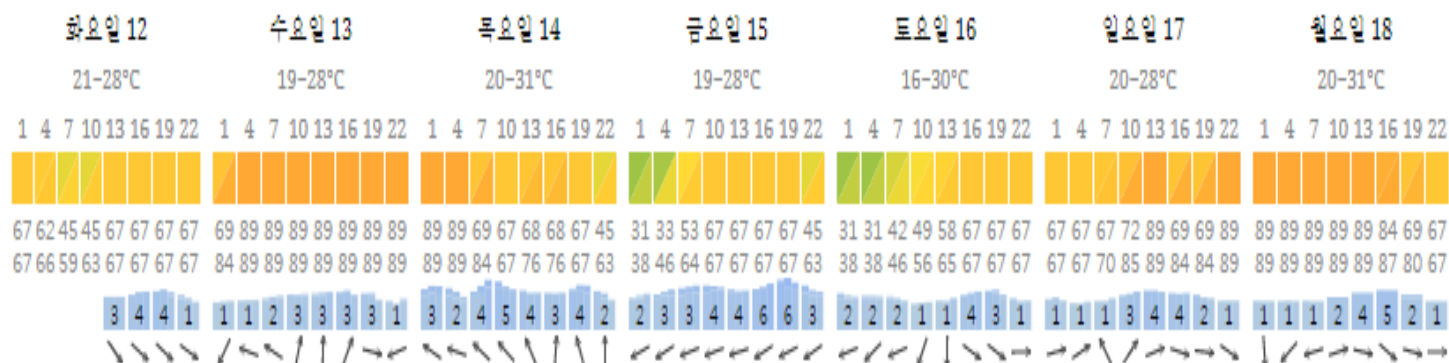 화요일 12 수요일 13 목요일 14 금요일 15 토요일 16 일요일 17 월요일 18
21-28°C 19-28°C 20-31°C 19-28°C 16-30°C 20-28°C 20-31°C
1 4 7 10 13 16 19 22 1 4 7 10 13 16 19 22 1 4 7 10 13 16 19 22 1 4 7 10 13 16 19 22 1 4 7 10 13 16 19 22 1 4 7 10 13 16 19 22 1 4 7 10 13 16 19 22
67 62 45 45 67 67 67 67 69 89 89 89 89 89 89 89 89 89 69 67 68 68 67 45 31 33 53 67 67 67 67 45 31 31 42 49 58 67 67 67 67 67 67 72 89 69 69 89 89 89 89 89 89 84 69 67
67 66 59 63 67 67 67 67 84 89 89 89 89 89 89 89 89 89 84 67 76 76 67 63 38 46 64 67 67 67 67 63 38 38 46 56 65 67 67 67 67 67 70 85 89 84 84 89 89 89 89 89 89 87 80 67
3 4 4 1 1 1 2 3 3 3 3 1 3 2 4 5 4 3 4 2 2 3 3 4 4 6 6 3 2 2 2 1 1 4 3 1 1 1 1 3 4 4 2 1 1 1 1 2 4 5 2 1